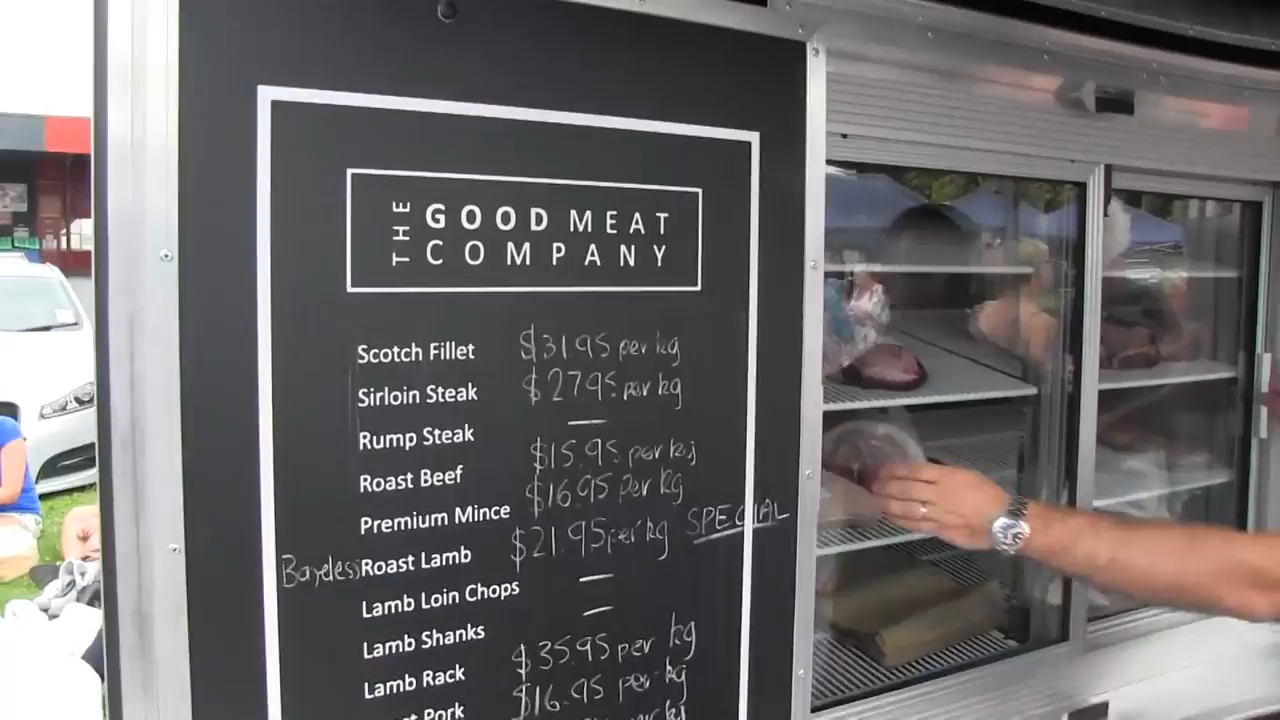 THE GOOD MEAT
COMPANY
Scotch Fillet $31.95 per kg
Sirloin Steak $27.95 per kg
Rump Steak —
Roast Beef $15.95 per kg
Premium Mince $16.95 per kg
Boneless Roast Lamb $21.95 per kg SPECIAL
Lamb Loin Chops —
Lamb Shanks —
Lamb Rack $35.95 per kg
Pork $16.95 per kg